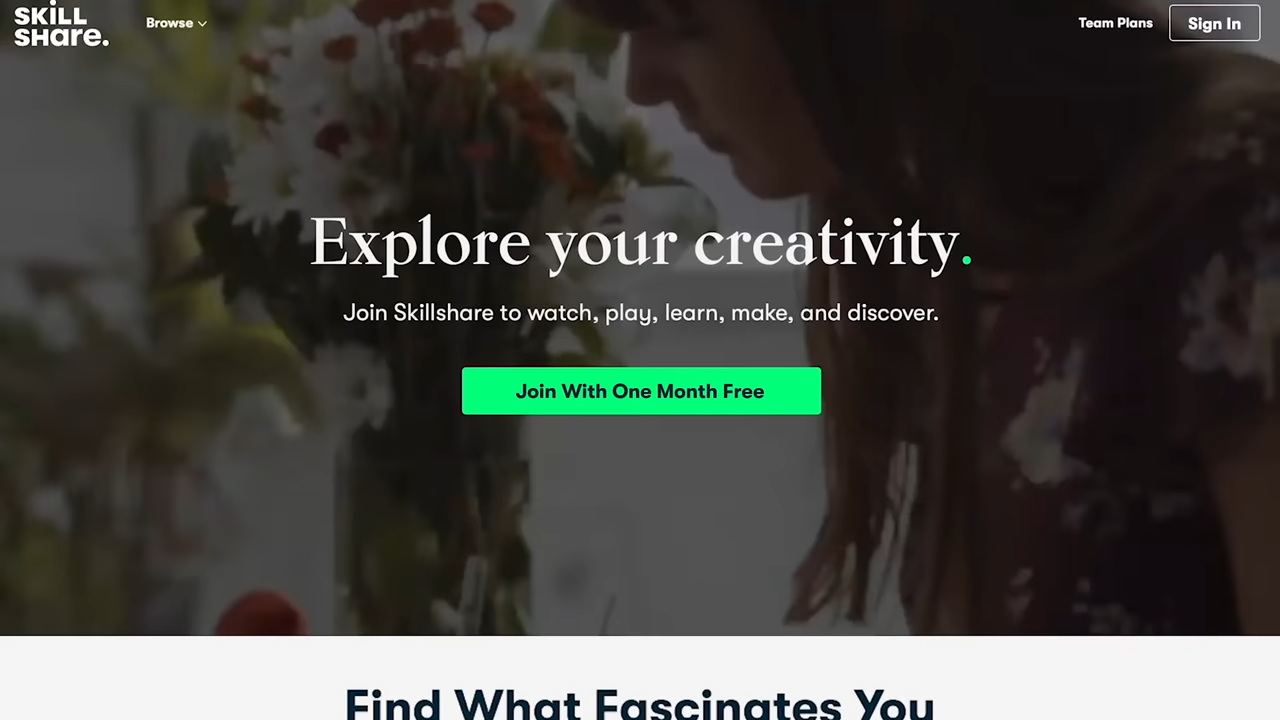 SKiLL
SHare.
Browse
Team Plans
Sign In
Explore your creativity.
Join Skillshare to watch, play, learn, make, and discover.
Join With One Month Free
Find What Fascinates You